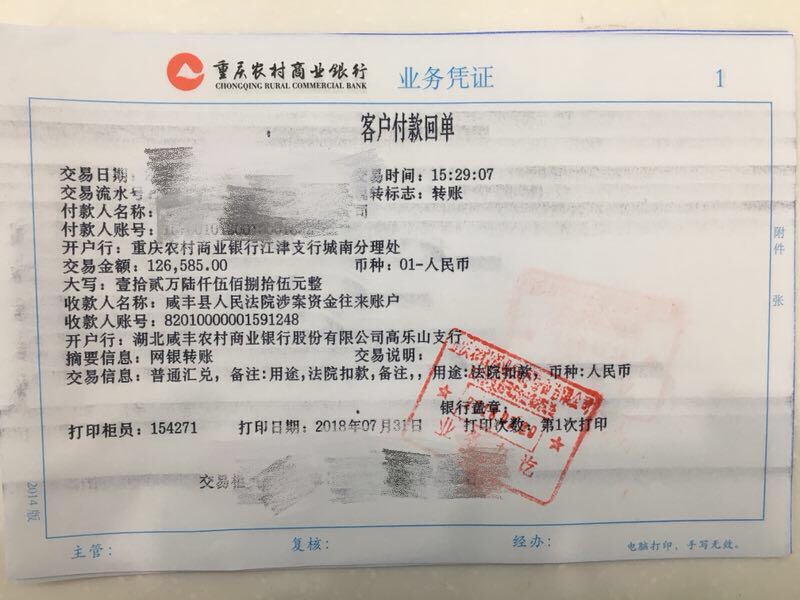 重庆农村商业银行 业务凭证 1
CHONGQING RURAL COMMERCIAL BANK
客户付款回单
交易日期: 交易时间: 15:29:07
交易流水号 转标志: 转账
付款人名称: 司
付款人账号:
开户行: 重庆农村商业银行江津支行城南分理处
交易金额: 126,585.00 币种: 01-人民币
大写: 壹拾贰万陆仟伍佰捌拾伍元整
收款人名称: 咸丰县人民法院涉案资金往来账户
收款人账号: 82010000001591248
开户行: 湖北咸丰农村商业银行股份有限公司高乐山支行
摘要信息: 网银转账 交易说明:
交易信息: 普通汇兑, 备注:用途,法院扣款,备注,, 用途:法院扣款, 币种:人民币
银行盖章:
打印柜员: 154271 打印日期: 2018年07月31日 打印次数: 第1次打印
交易柜
附件 张
2014版
主管: 复核: 经办: 电脑打印,手写无效。